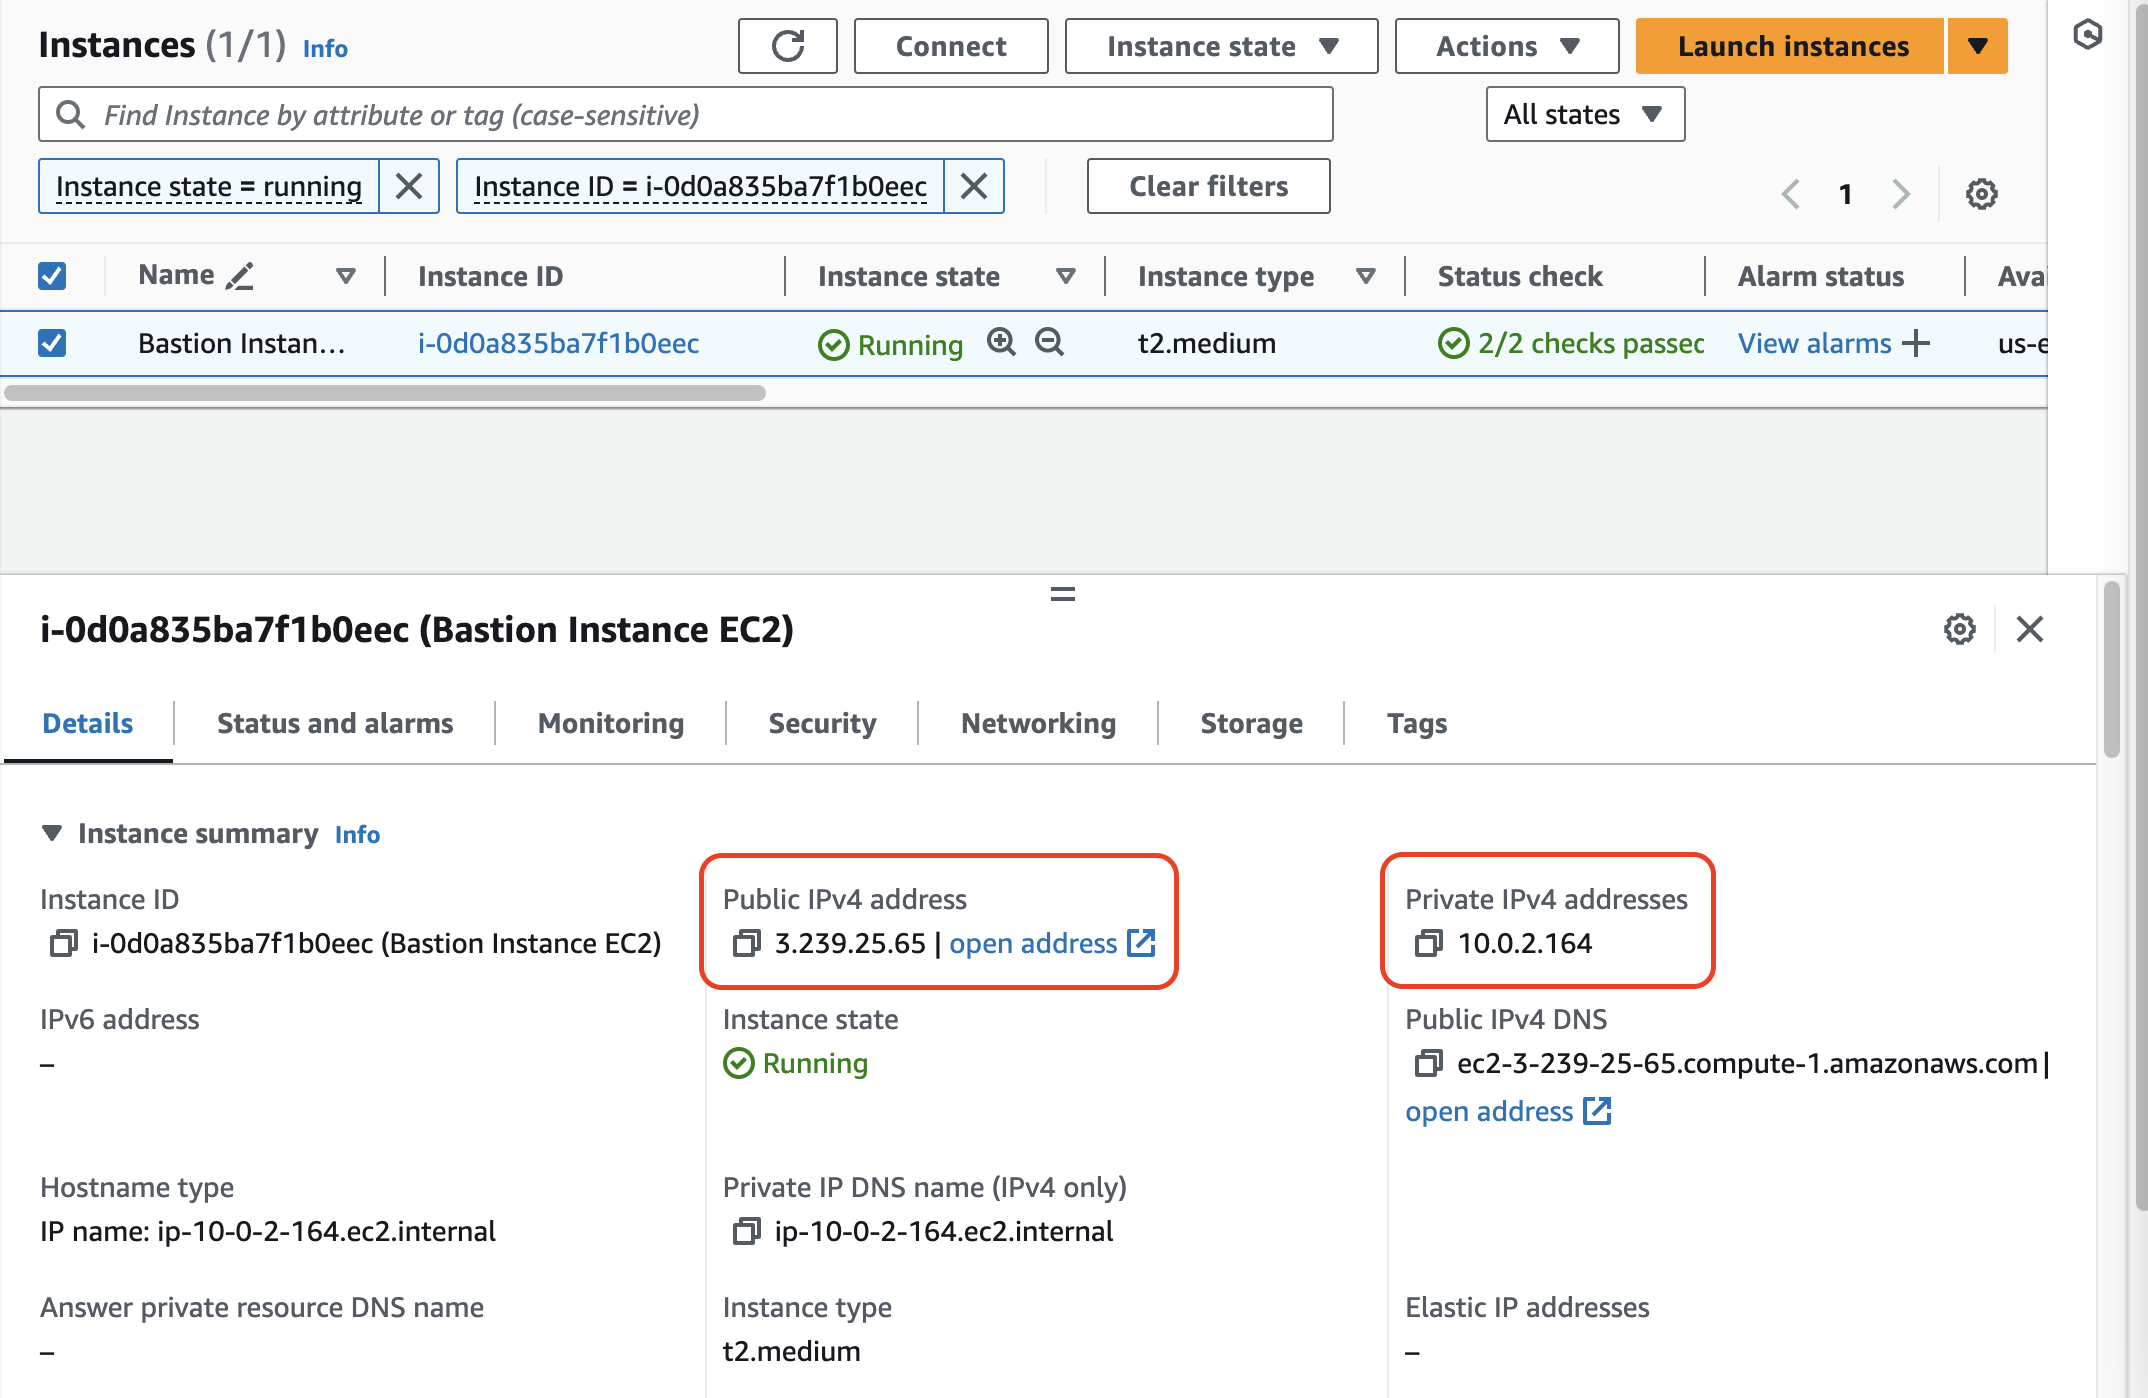 Instances (1/1) Info
Connect
Instance state
Actions
Launch instances
Find Instance by attribute or tag (case-sensitive)
All states
Instance state = running
Instance ID = i-0d0a835ba7f1b0eec
Clear filters
1
Name
Instance ID
Instance state
Instance type
Status check
Alarm status
Avai
Bastion Instan…
i-0d0a835ba7f1b0eec
Running
t2.medium
2/2 checks passec
View alarms
us-e
i-0d0a835ba7f1b0eec (Bastion Instance EC2)
Details
Status and alarms
Monitoring
Security
Networking
Storage
Tags
Instance summary Info
Instance ID
i-0d0a835ba7f1b0eec (Bastion Instance EC2)
Public IPv4 address
3.239.25.65 | open address
Private IPv4 addresses
10.0.2.164
IPv6 address
–
Instance state
Running
Public IPv4 DNS
ec2-3-239-25-65.compute-1.amazonaws.com |
open address
Hostname type
IP name: ip-10-0-2-164.ec2.internal
Private IP DNS name (IPv4 only)
ip-10-0-2-164.ec2.internal
Answer private resource DNS name
–
Instance type
t2.medium
Elastic IP addresses
–